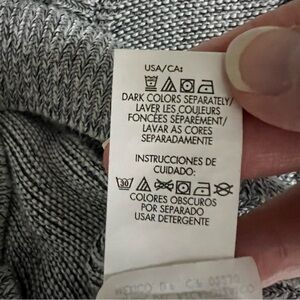 USA/CA:
DARK COLORS SEPARATELY/
LAVER LES COULEURS
FONCÉES SÉPARÉMENT/
LAVAR AS CORES
SEPARADAMENTE
INSTRUCCIONES DE
CUIDADO:
30
COLORES OBSCUROS
POR SEPARADO
USAR DETERGENTE